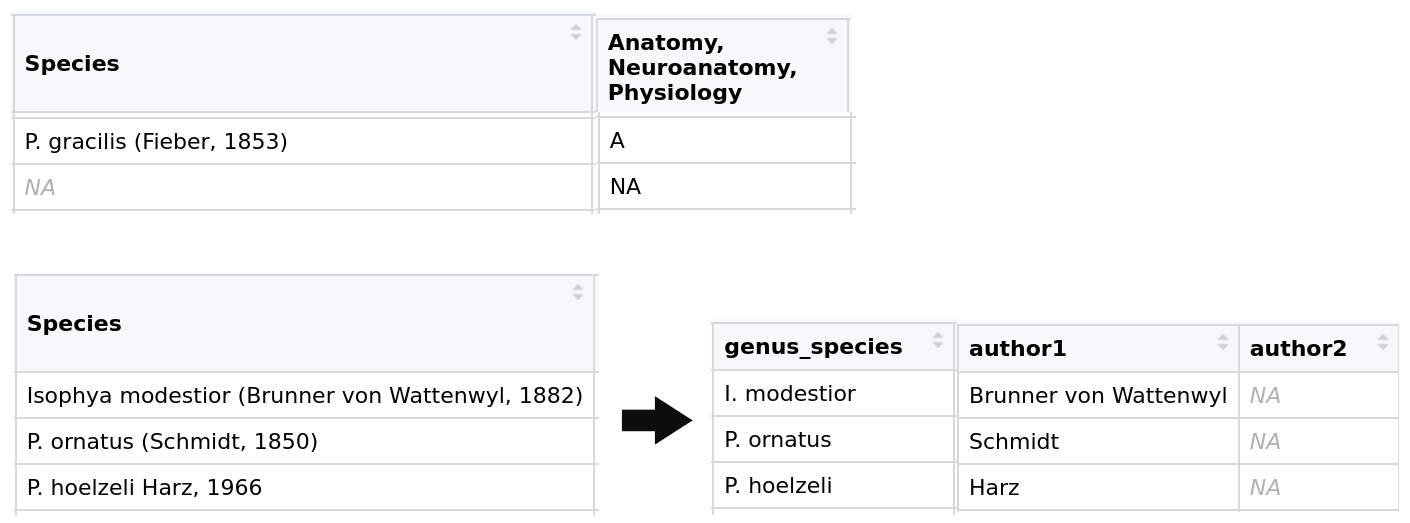 Species
Anatomy,
Neuroanatomy,
Physiology
P. gracilis (Fieber, 1853)
A
NA
NA
Species
genus_species
author1
author2
Isophya modestior (Brunner von Wattenwyl, 1882)
I. modestior
Brunner von Wattenwyl
NA
P. ornatus (Schmidt, 1850)
P. ornatus
Schmidt
NA
P. hoelzeli Harz, 1966
P. hoelzeli
Harz
NA